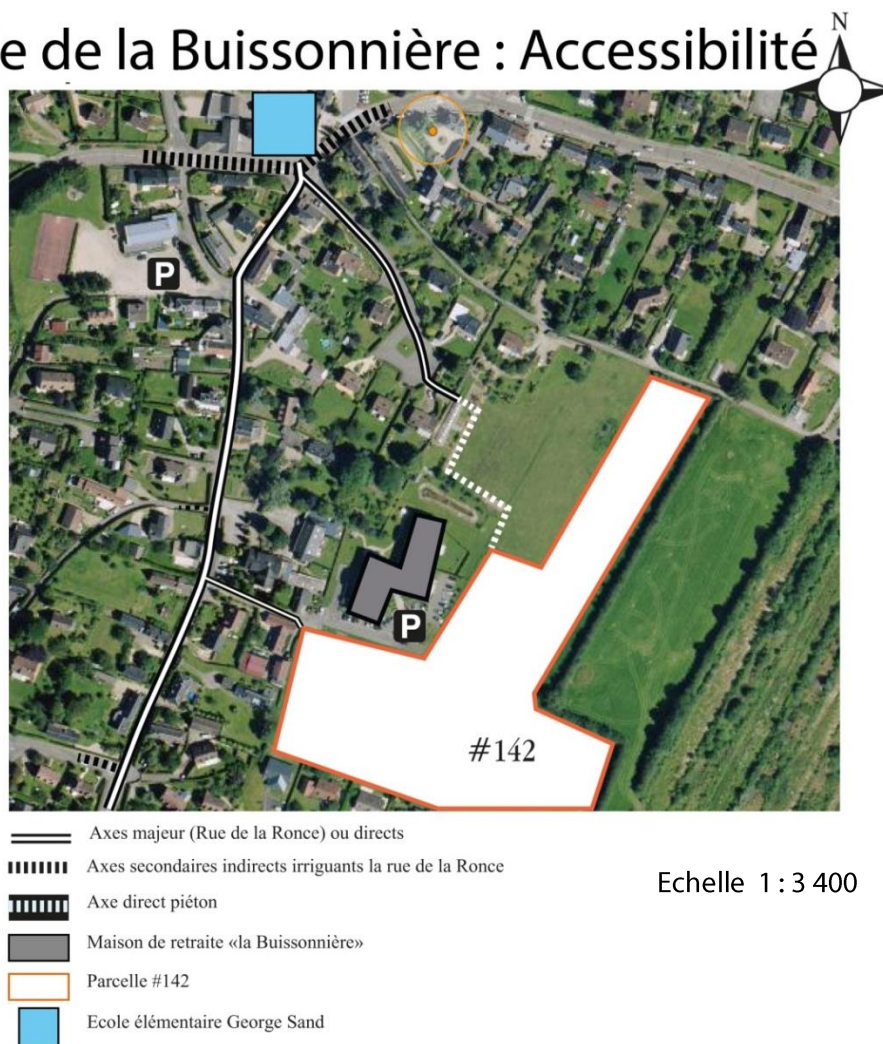 N
e de la Buissonnière : Accessibilité
P
P
#142
Axes majeur (Rue de la Ronce) ou directs
Axes secondaires indirects irriguants la rue de la Ronce
Axe direct piéton
Maison de retraite «la Buissonnière»
Parcelle #142
Ecole élémentaire George Sand
Echelle 1 : 3 400